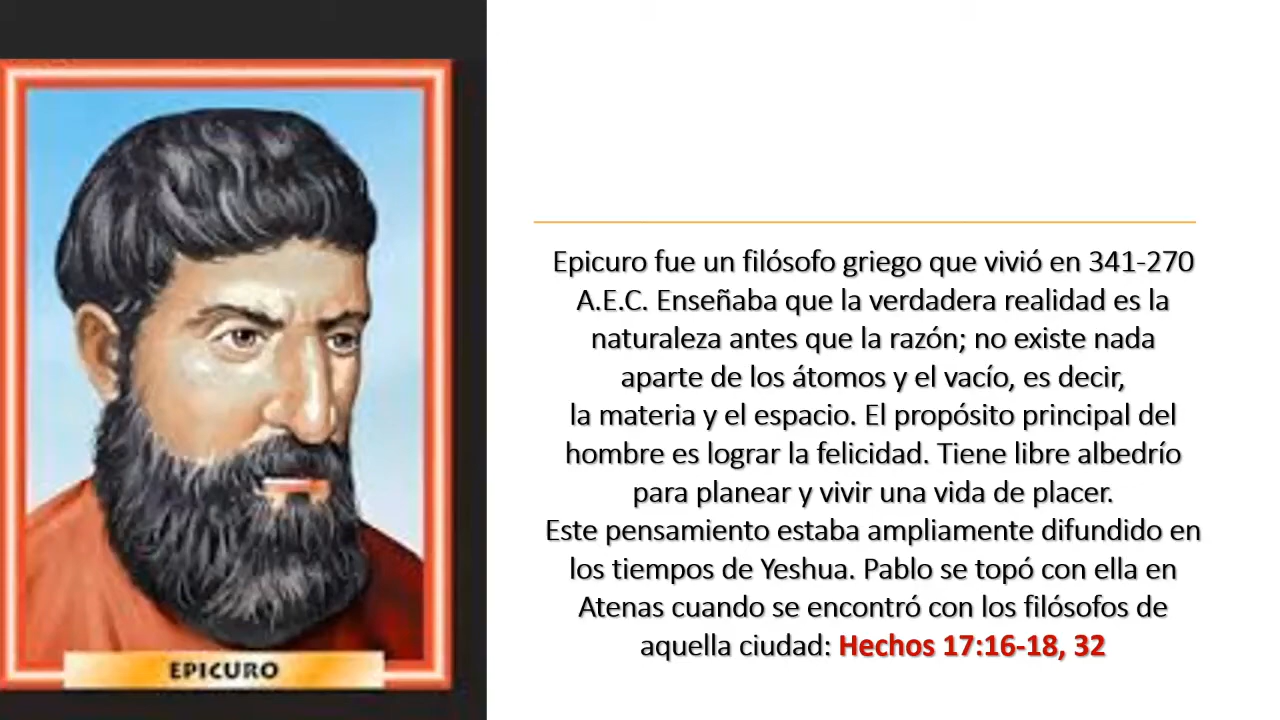 EPICURO
Epicuro fue un filósofo griego que vivió en 341-270
A.E.C. Enseñaba que la verdadera realidad es la
naturaleza antes que la razón; no existe nada
aparte de los átomos y el vacío, es decir,
la materia y el espacio. El propósito principal del
hombre es lograr la felicidad. Tiene libre albedrío
para planear y vivir una vida de placer.
Este pensamiento estaba ampliamente difundido en
los tiempos de Yeshua. Pablo se topó con ella en
Atenas cuando se encontró con los filósofos de
aquella ciudad: Hechos 17:16-18, 32